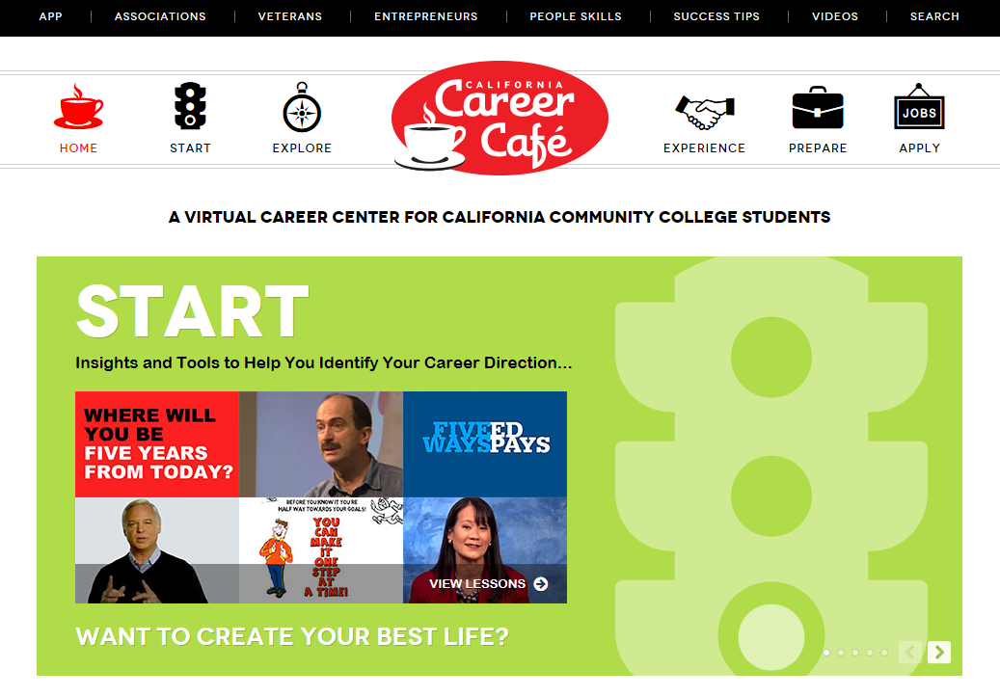 APP
ASSOCIATIONS
VETERANS
ENTREPRENEURS
PEOPLE SKILLS
SUCCESS TIPS
VIDEOS
SEARCH
HOME
START
EXPLORE
CALIFORNIA
Career
Café
EXPERIENCE
PREPARE
JOBS
APPLY
A VIRTUAL CAREER CENTER FOR CALIFORNIA COMMUNITY COLLEGE STUDENTS
START
Insights and Tools to Help You Identify Your Career Direction...
WHERE WILL
YOU BE
FIVE YEARS
FROM TODAY?
FIVE ED
WAYS PAYS
BEFORE YOU KNOW IT YOU'RE
HALF WAY TOWARDS YOUR GOALS!
YOU
CAN
MAKE
IT
ONE
STEP
AT
A TIME!
VIEW LESSONS
WANT TO CREATE YOUR BEST LIFE?